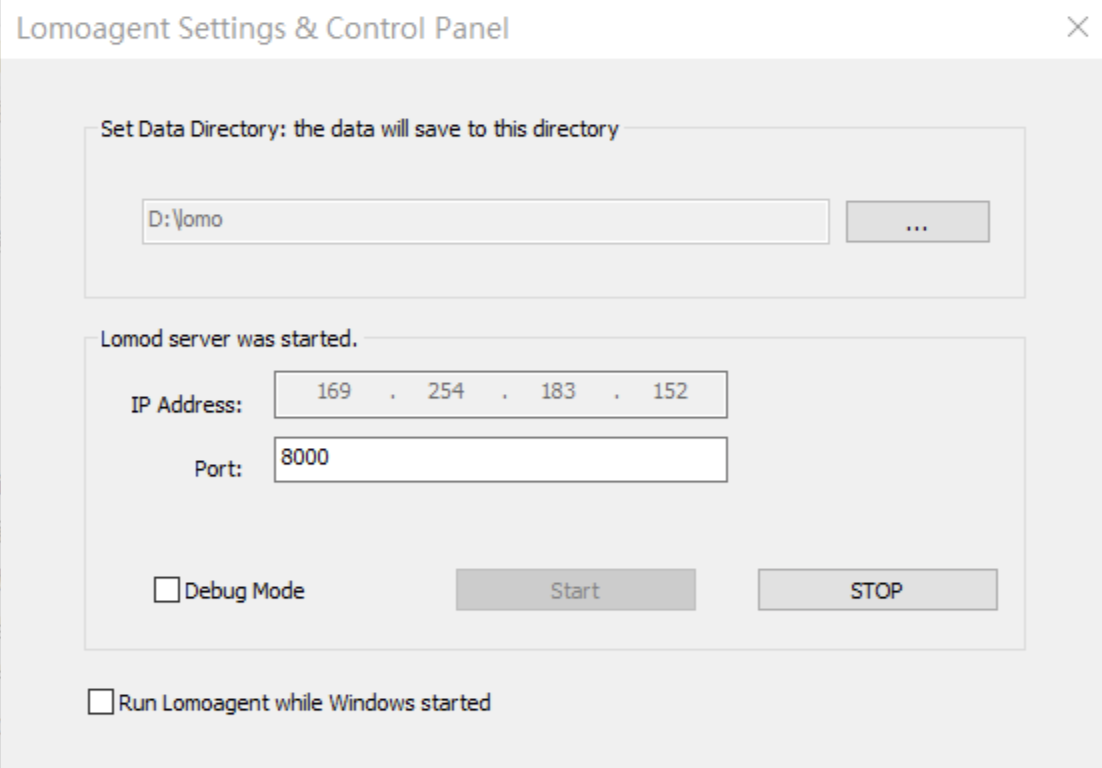 Lomoagent Settings & Control Panel
Set Data Directory: the data will save to this directory
D:\lomo
...
Lomod server was started.
IP Address: 169 . 254 . 183 . 152
Port: 8000
Debug Mode Start STOP
Run Lomoagent while Windows started